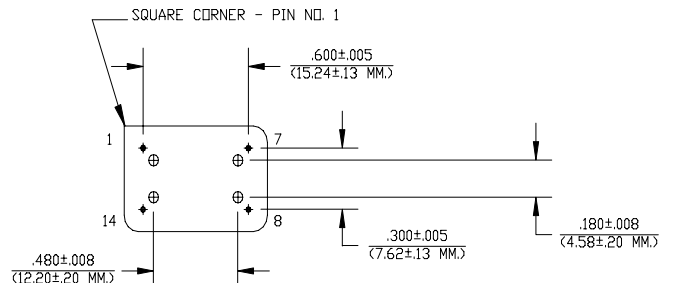 SQUARE CORNER - PIN NO. 1
.600±.005
(15.24±.13 MM.)
1
7
14
8
.180±.008
(4.58±.20 MM.)
.300±.005
(7.62±.13 MM.)
.480±.008
(12.20±.20 MM.)